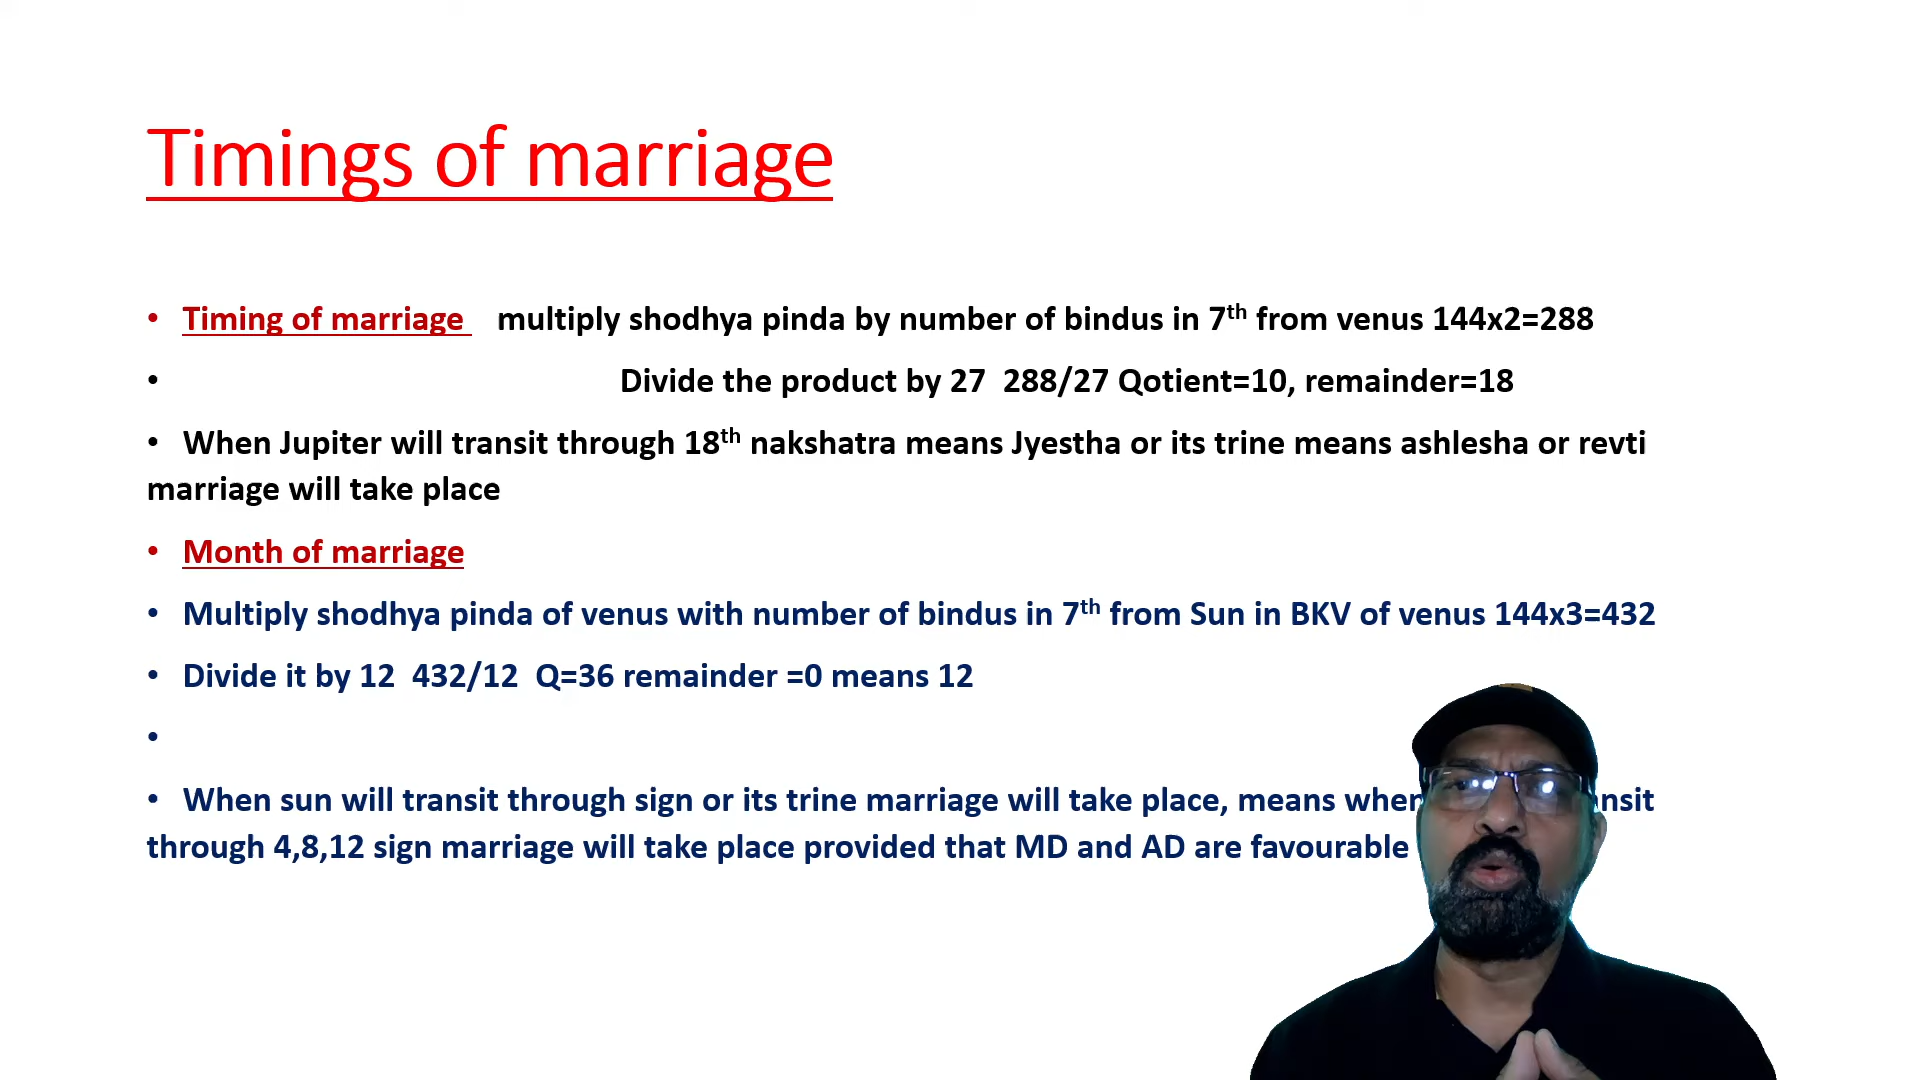 Timings of marriage
• Timing of marriage multiply shodhya pinda by number of bindus in 7th from venus 144x2=288
• Divide the product by 27 288/27 Qotient=10, remainder=18
• When Jupiter will transit through 18th nakshatra means Jyestha or its trine means ashlesha or revti
marriage will take place
• Month of marriage
• Multiply shodhya pinda of venus with number of bindus in 7th from Sun in BKV of venus 144x3=432
• Divide it by 12 432/12 Q=36 remainder =0 means 12
•
• When sun will transit through sign or its trine marriage will take place, means when
through 4,8,12 sign marriage will take place provided that MD and AD are favourable